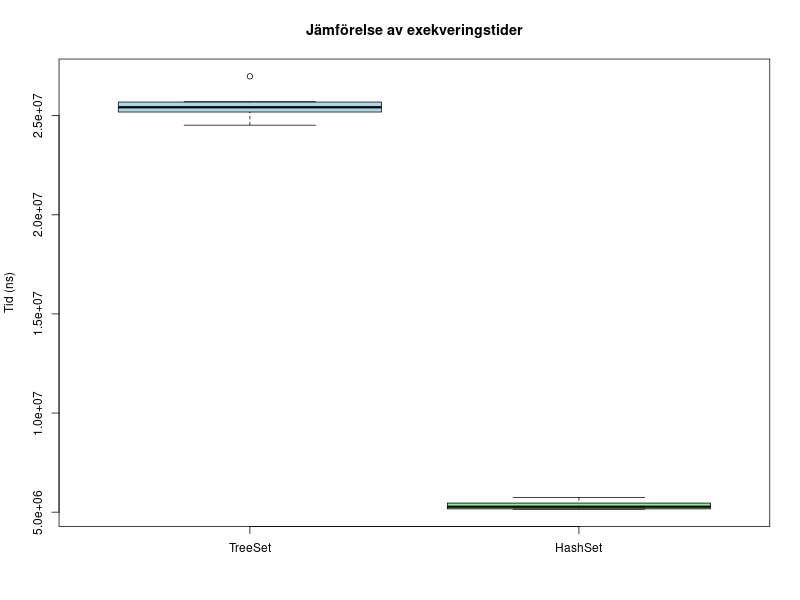 Jämförelse av exekveringstider
Tid (ns)
2.5e+07
2.0e+07
1.5e+07
1.0e+07
5.0e+06
TreeSet
HashSet